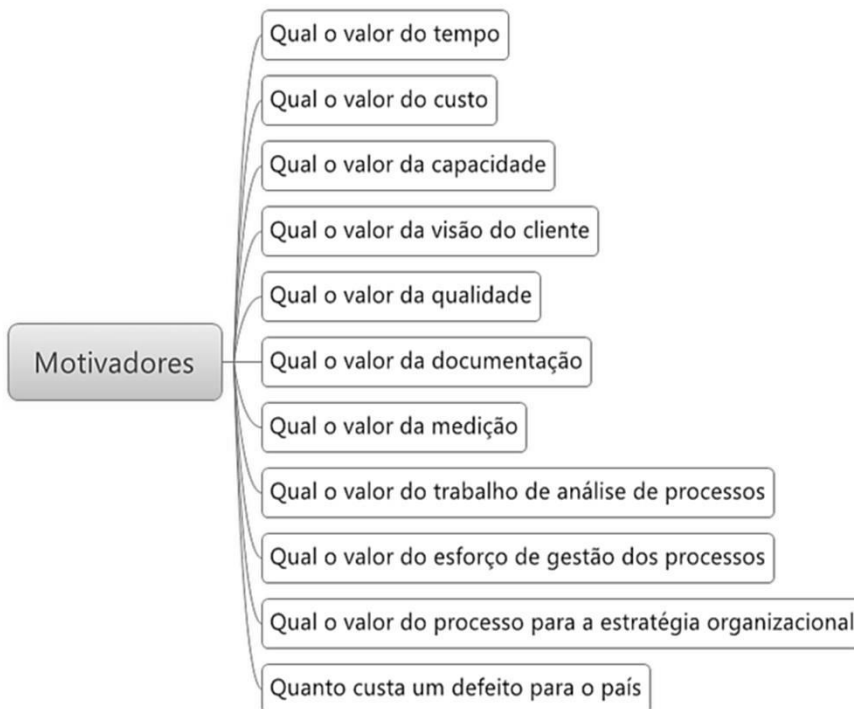 Qual o valor do tempo
Qual o valor do custo
Qual o valor da capacidade
Qual o valor da visão do cliente
Qual o valor da qualidade
Motivadores
Qual o valor da documentação
Qual o valor da medição
Qual o valor do trabalho de análise de processos
Qual o valor do esforço de gestão dos processos
Qual o valor do processo para a estratégia organizacional
Quanto custa um defeito para o país